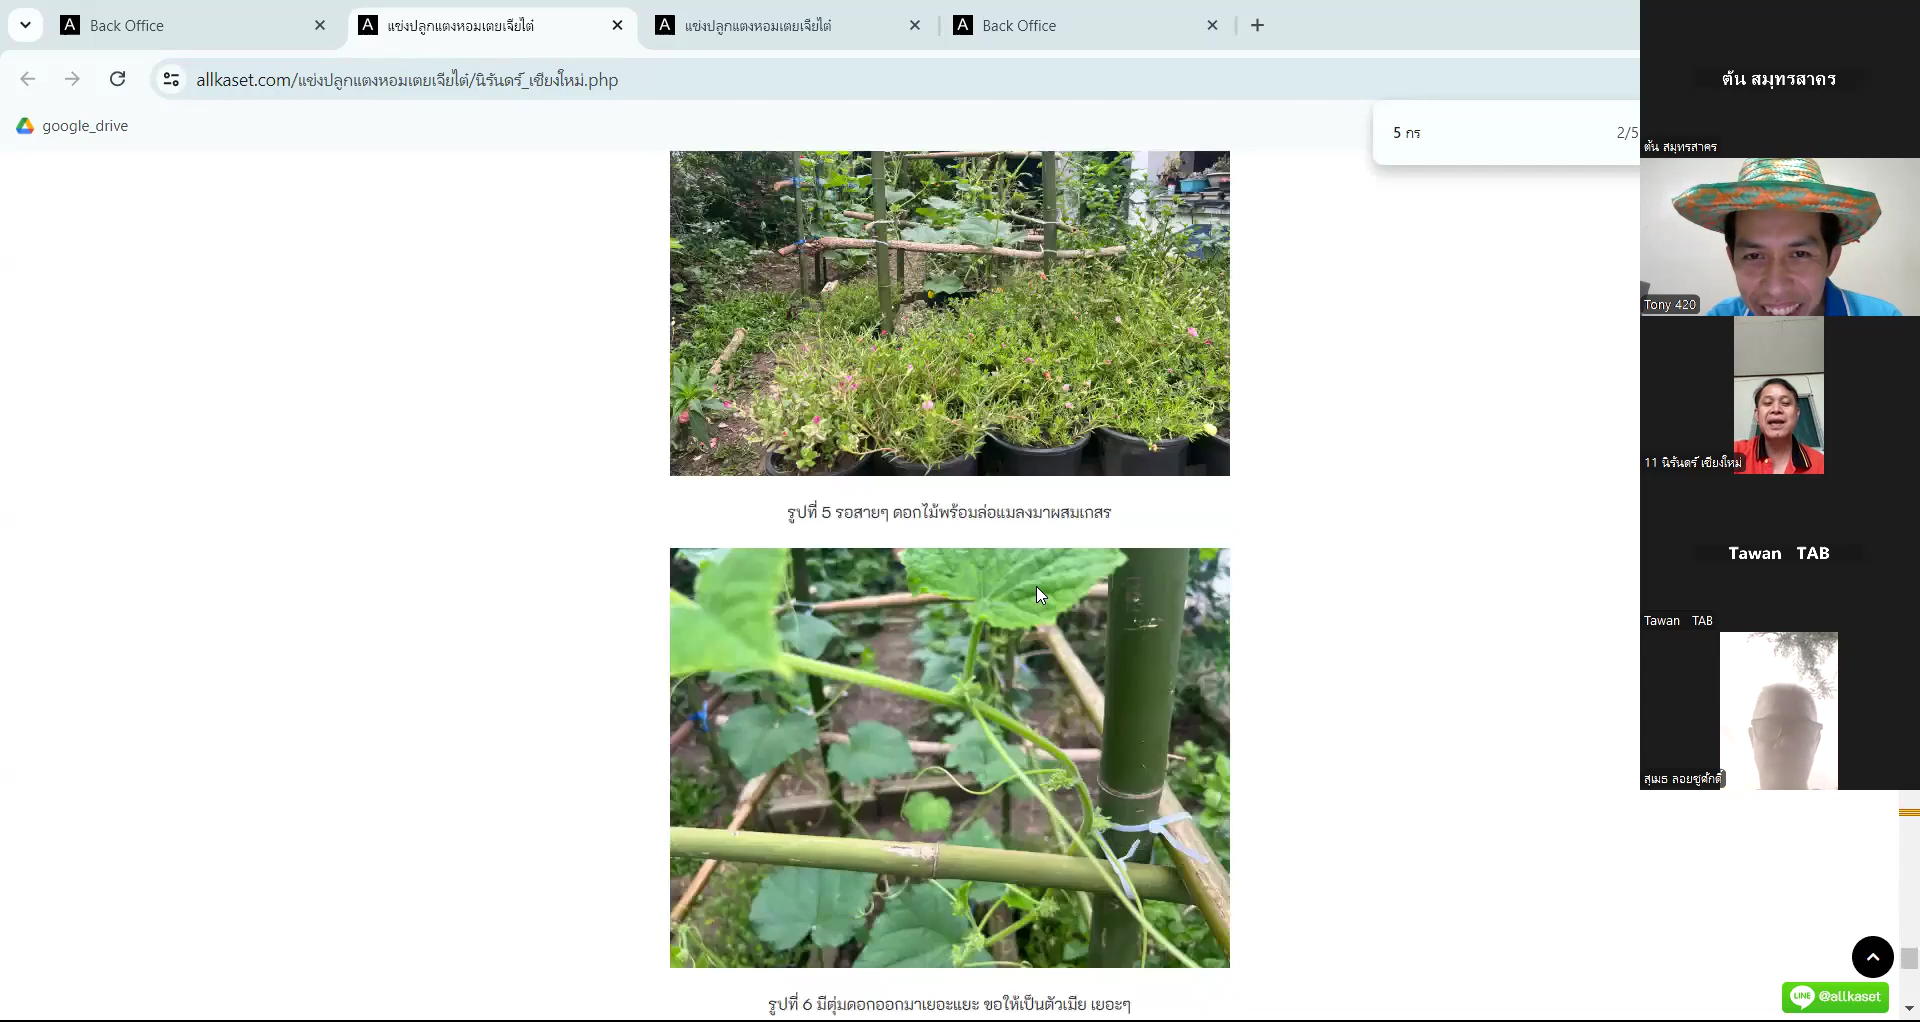 Back Office
แข่งปลูกแตงหอมเตยเจียไต๋
แข่งปลูกแตงหอมเตยเจียไต๋
Back Office
allkaset.com/แข่งปลูกแตงหอมเตยเจียไต๋/นิรันดร์_เชียงใหม่.php
google_drive
5 กร
2/5
รูปที่ 5 รอสายๆ ดอกไม้พร้อมล่อแมลงมาผสมเกสร
รูปที่ 6 มีตุ่มดอกออกมาเยอะแยะ ขอให้เป็นตัวเมีย เยอะๆ
ต้น สมุทรสาคร
ต้น สมุทรสาคร
Tony 420
11 นิรันดร์ เชียงใหม่
Tawan TAB
Tawan TAB
สุเมธ ลอยชูศักดิ์
LINE @allkaset